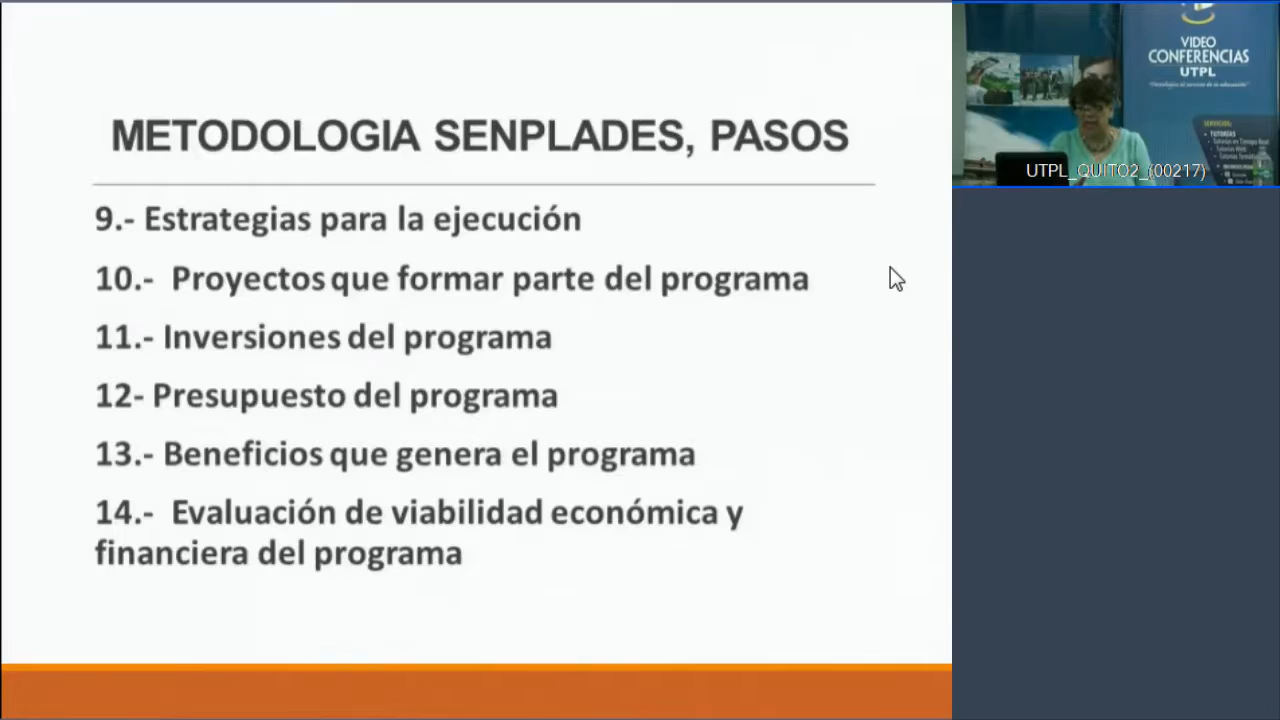 METODOLOGIA SENPLADES, PASOS
9.- Estrategias para la ejecución
10.- Proyectos que formar parte del programa
11.- Inversiones del programa
12- Presupuesto del programa
13.- Beneficios que genera el programa
14.- Evaluación de viabilidad económica y
financiera del programa
VIDEO
CONFERENCIAS
UTPL
SERVICIOS:
TUTORÍAS
UTPL_QUITO2_(00217)